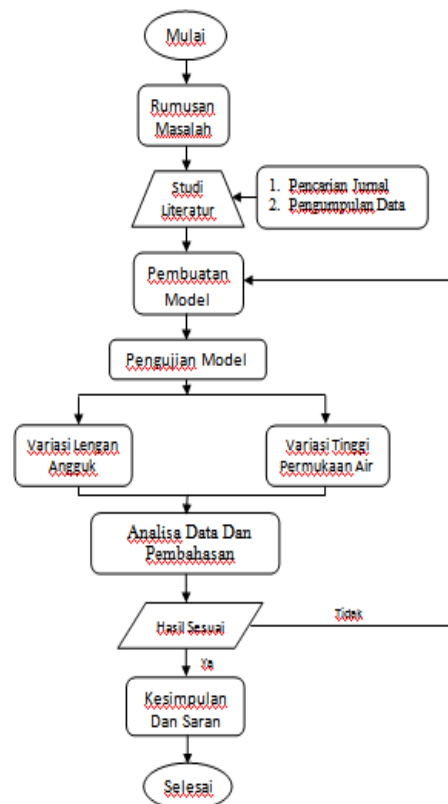 Mulai
Rumusan
Masalah
Studi
Literatur
1. Pencarian Jurnal
2. Pengumpulan Data
Pembuatan
Model
Pengujian Model
Variasi Lengan
Angguk
Variasi Tinggi
Permukaan Air
Analisa Data Dan
Pembahasan
Hasil Sesuai
Tidak
Ya
Kesimpulan
Dan Saran
Selesai